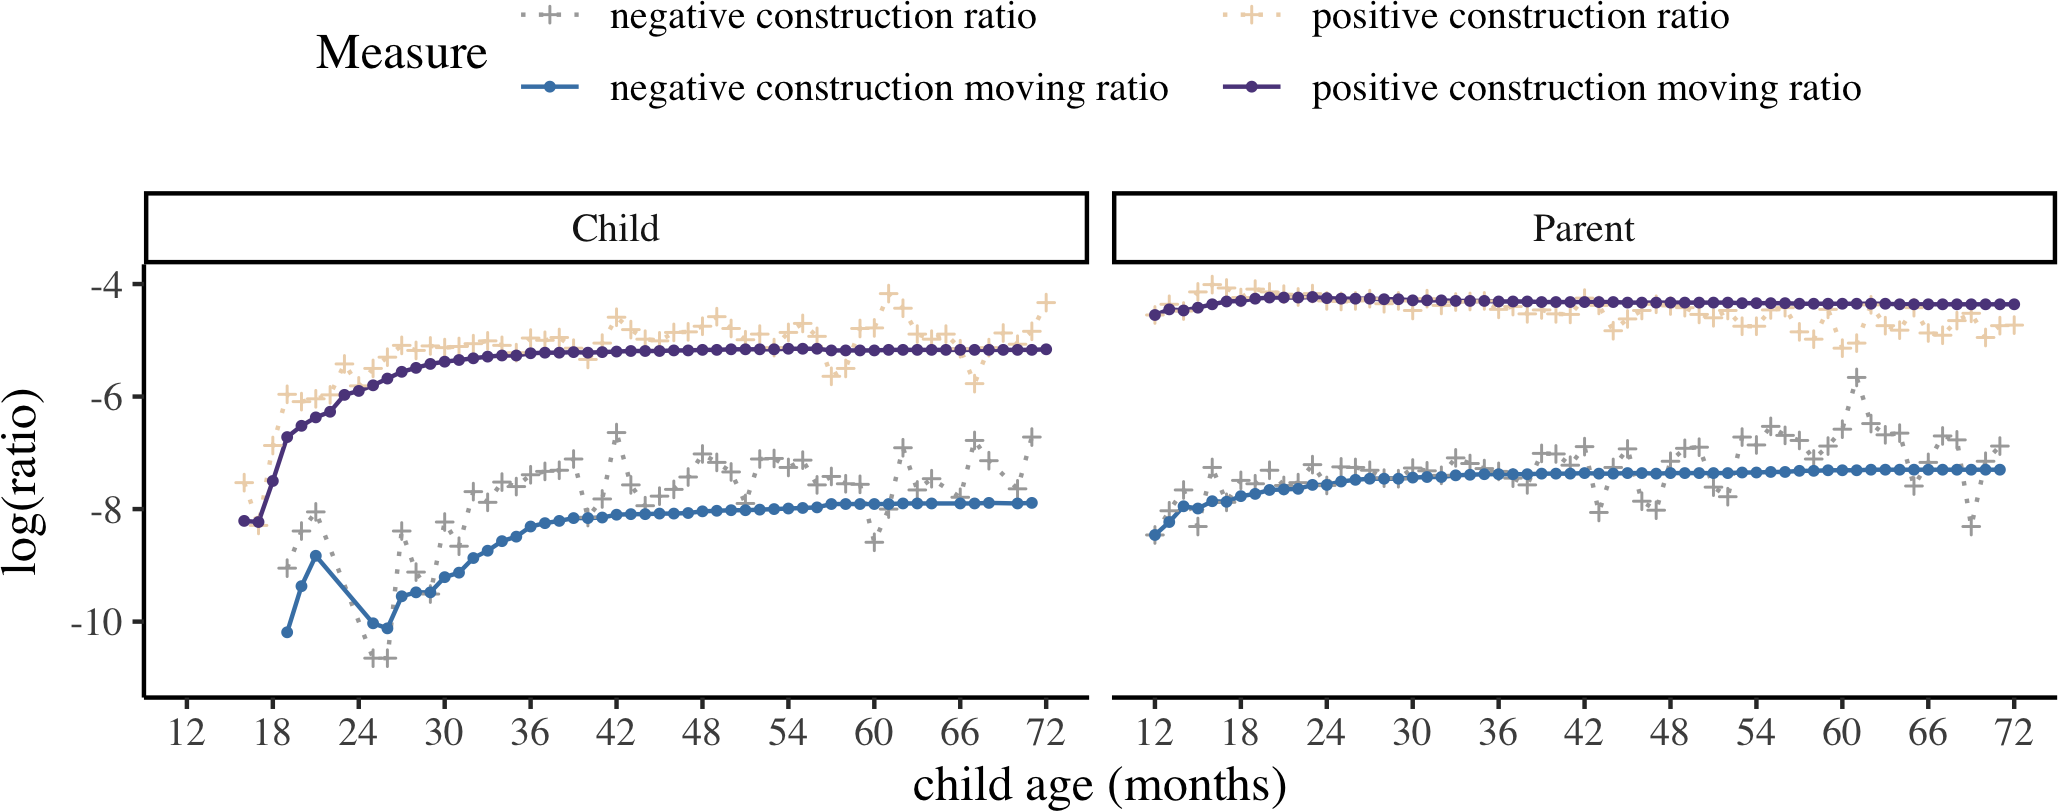 Measure
negative construction ratio
positive construction ratio
negative construction moving ratio
positive construction moving ratio
Child
Parent
log(ratio)
-4
-6
-8
-10
12 18 24 30 36 42 48 54 60 66 72
12 18 24 30 36 42 48 54 60 66 72
child age (months)